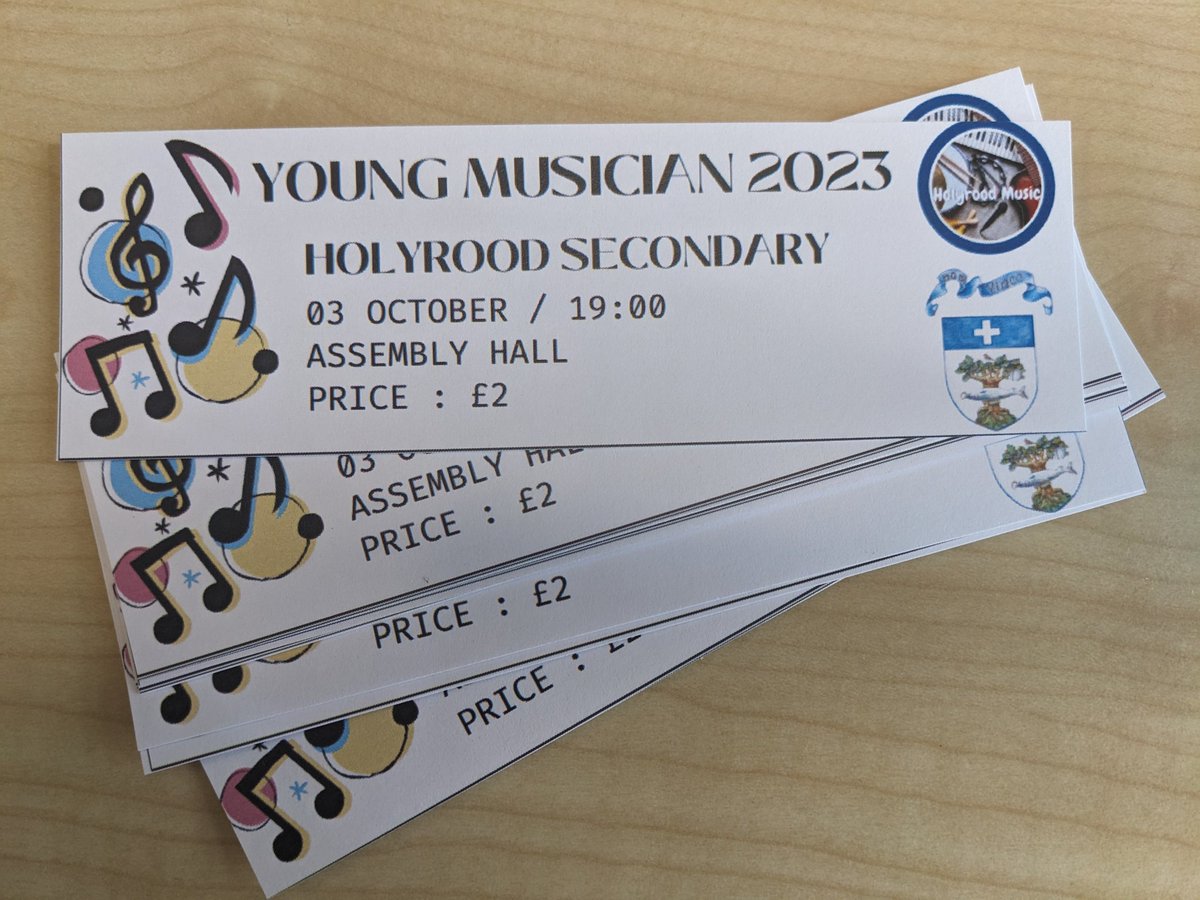 YOUNG MUSICIAN 2023
Holyrood Music
HOLYROOD SECONDARY
03 OCTOBER / 19:00
ASSEMBLY HALL
PRICE : £2
03
ASSEMBLY
PRICE : £2
PRICE : £2
PRICE :